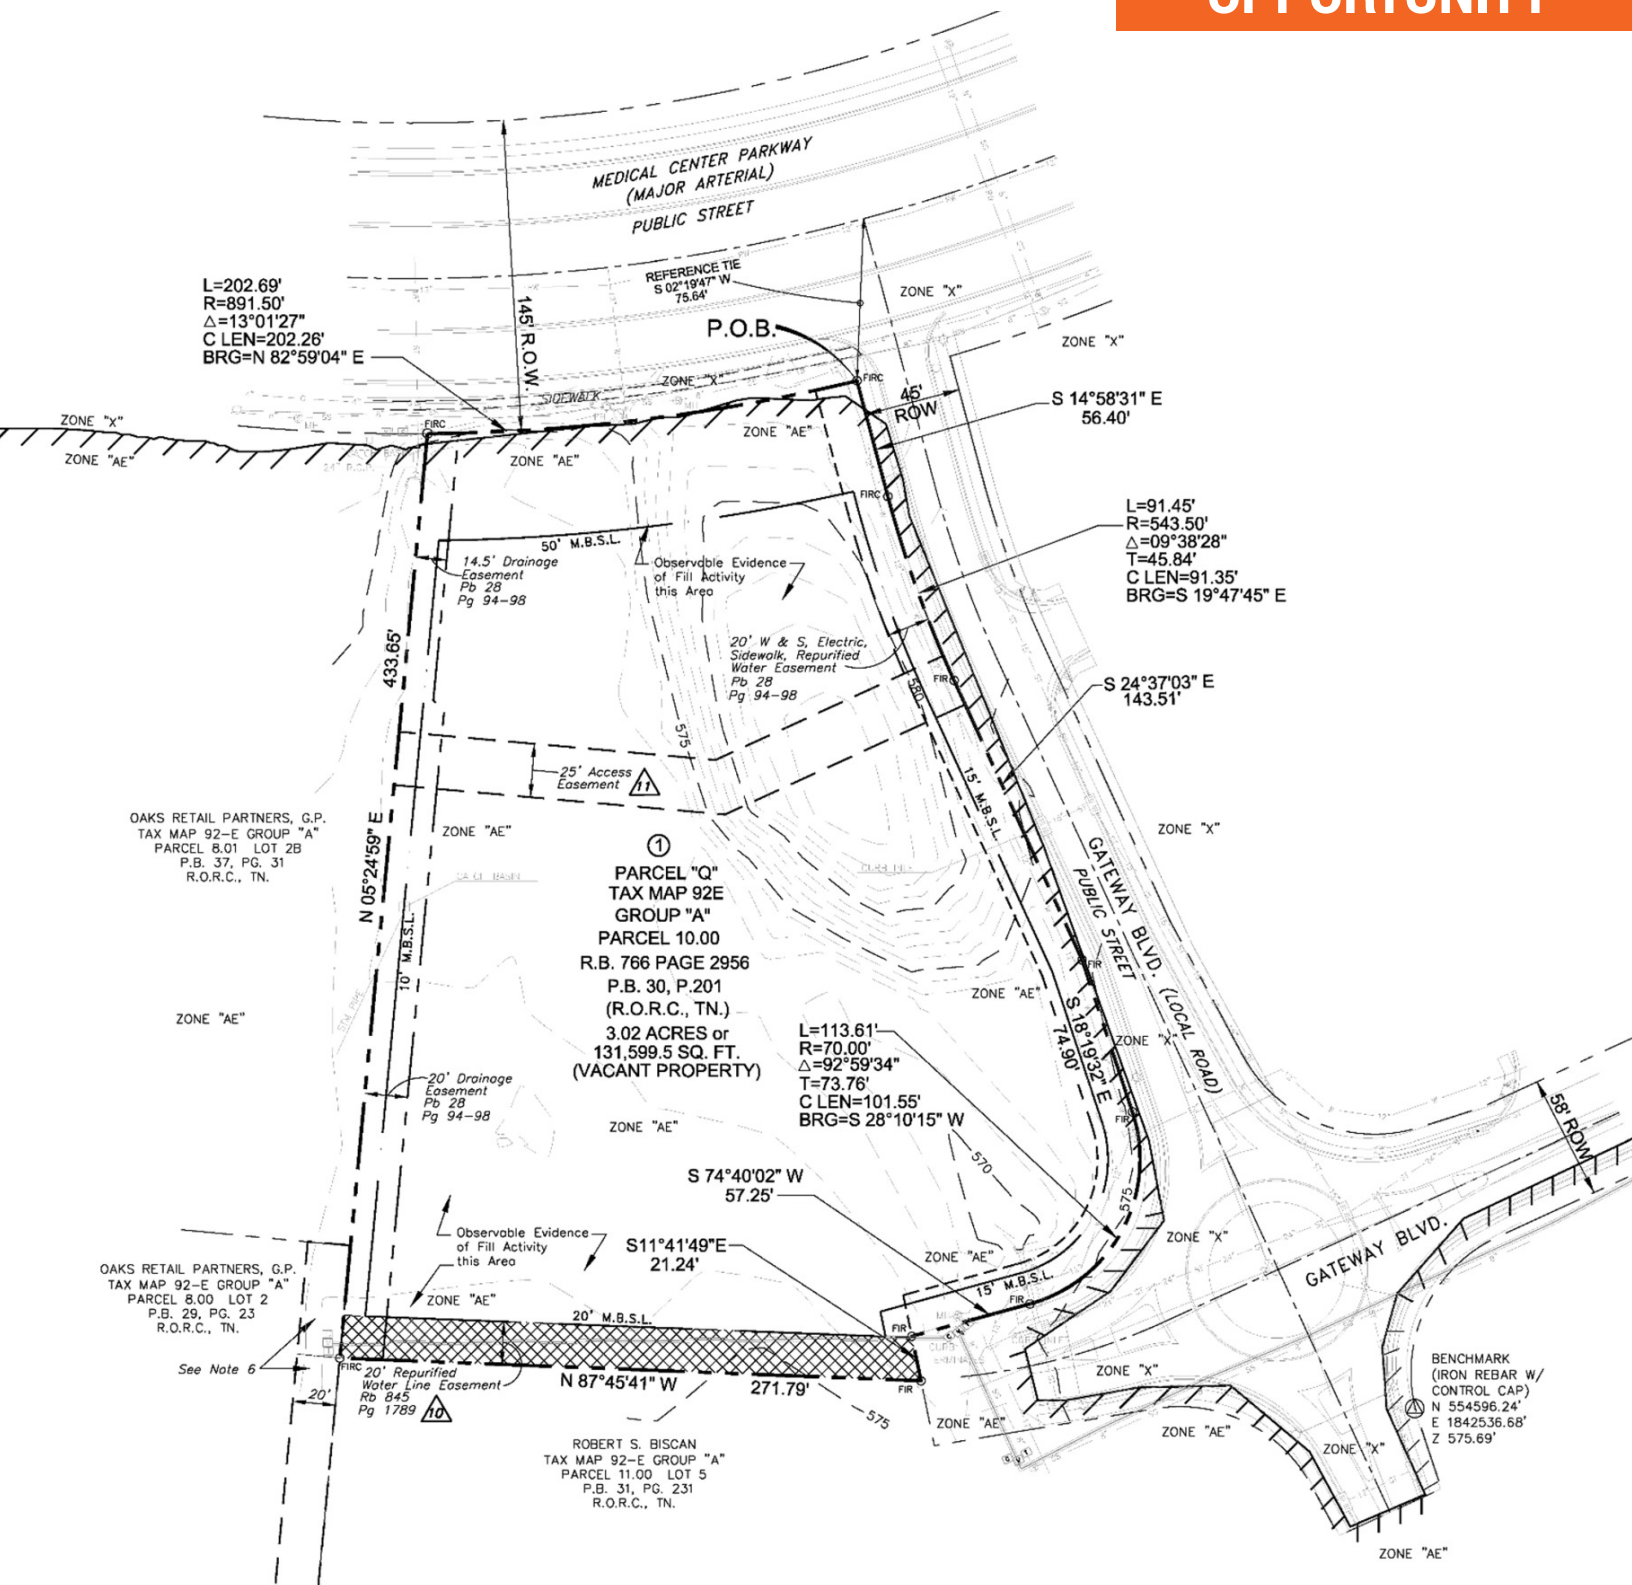 OPPORTUNITY
MEDICAL CENTER PARKWAY
(MAJOR ARTERIAL)
PUBLIC STREET
REFERENCE TIE
S 02°19'47" W
75.64'
ZONE "X"
ZONE "X"
L=202.69'
R=891.50'
△=13°01'27"
C LEN=202.26'
BRG=N 82°59'04" E
145' R.O.W.
P.O.B.
FIRC
ZONE "X"
SIDEWALK
45'
ROW
S 14°58'31" E
56.40'
ZONE "X"
ZONE "AE"
FIRC
ZONE "AE"
ZONE "AE"
FIRC
L=91.45'
R=543.50'
△=09°38'28"
T=45.84'
C LEN=91.35'
BRG=S 19°47'45" E
50' M.B.S.L.
14.5' Drainage
Easement
Pb 28
Pg 94-98
Observable Evidence
of Fill Activity
this Area
20' W & S, Electric,
Sidewalk, Repurified
Water Easement
Pb 28
Pg 94-98
433.65'
FIR
580
S 24°37'03" E
143.51'
575
25' Access
Easement
11
15' M.B.S.L.
OAKS RETAIL PARTNERS, G.P.
TAX MAP 92-E GROUP "A"
PARCEL 8.01 LOT 2B
P.B. 37, PG. 31
R.O.R.C., TN.
N 05°24'59" E
ZONE "AE"
ZONE "X"
1
PARCEL "Q"
TAX MAP 92E
GROUP "A"
PARCEL 10.00
R.B. 766 PAGE 2956
P.B. 30, P.201
(R.O.R.C., TN.)
3.02 ACRES or
131,599.5 SQ. FT.
(VACANT PROPERTY)
GATEWAY BLVD. (LOCAL ROAD)
PUBLIC STREET
10' M.B.S.L.
FIR
ZONE "AE"
ZONE "AE"
S 18°19'32" E
74.90'
ZONE "X"
L=113.61'
R=70.00'
△=92°59'34"
T=73.76'
C LEN=101.55'
BRG=S 28°10'15" W
20' Drainage
Easement
Pb 28
Pg 94-98
ZONE "AE"
FIR
58' ROW
570
S 74°40'02" W
57.25'
575
Observable Evidence
of Fill Activity
this Area
S11°41'49"E
21.24'
ZONE "AE"
ZONE "X"
GATEWAY BLVD.
OAKS RETAIL PARTNERS, G.P.
TAX MAP 92-E GROUP "A"
PARCEL 8.00 LOT 2
P.B. 29, PG. 23
R.O.R.C., TN.
ZONE "AE"
15' M.B.S.L.
FIR
20' M.B.S.L.
FIR
See Note 6
FIRC
20'
20' Repurified
Water Line Easement
Rb 845
Pg 1789
10
N 87°45'41" W
271.79'
FIR
575
ZONE "X"
ZONE "AE"
ZONE "AE"
ZONE "X"
BENCHMARK
(IRON REBAR W/
CONTROL CAP)
N 554596.24'
E 1842536.68'
Z 575.69'
ROBERT S. BISCAN
TAX MAP 92-E GROUP "A"
PARCEL 11.00 LOT 5
P.B. 31, PG. 231
R.O.R.C., TN.
ZONE "AE"